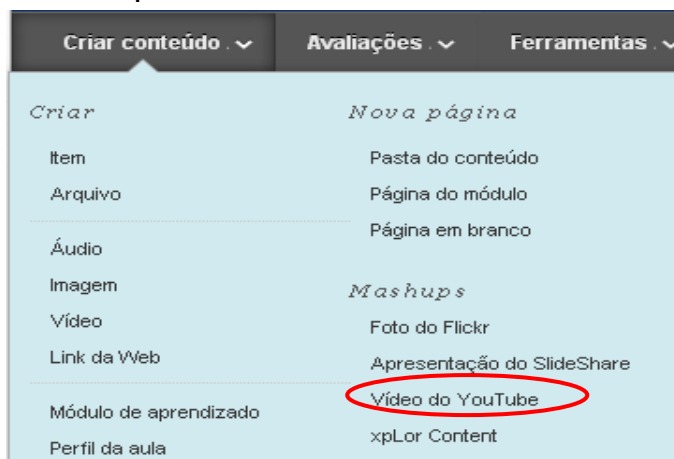 Criar conteúdo
Avaliações
Ferramentas
Criar
Item
Arquivo
Áudio
Imagem
Vídeo
Link da Web
Módulo de aprendizado
Perfil da aula
Nova página
Pasta do conteúdo
Página do módulo
Página em branco
Mashups
Foto do Flickr
Apresentação do SlideShare
Vídeo do YouTube
xpLor Content